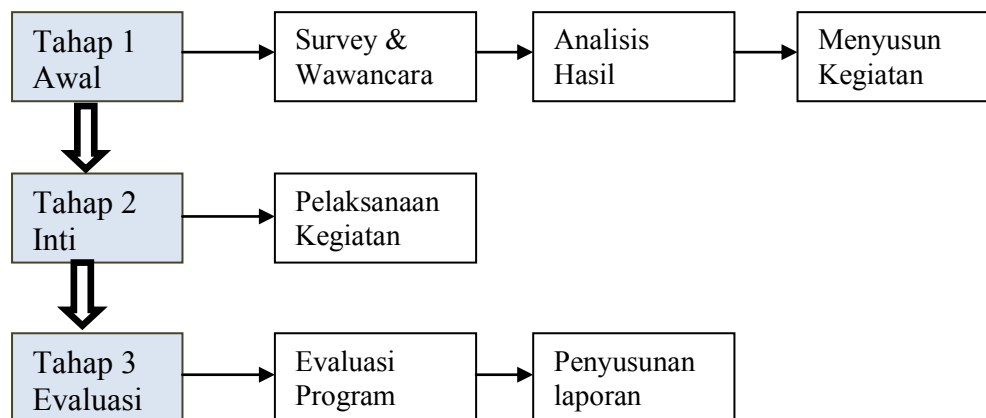 Tahap 1
Awal
Survey &
Wawancara
Analisis
Hasil
Menyusun
Kegiatan
Tahap 2
Inti
Pelaksanaan
Kegiatan
Tahap 3
Evaluasi
Evaluasi
Program
Penyusunan
laporan